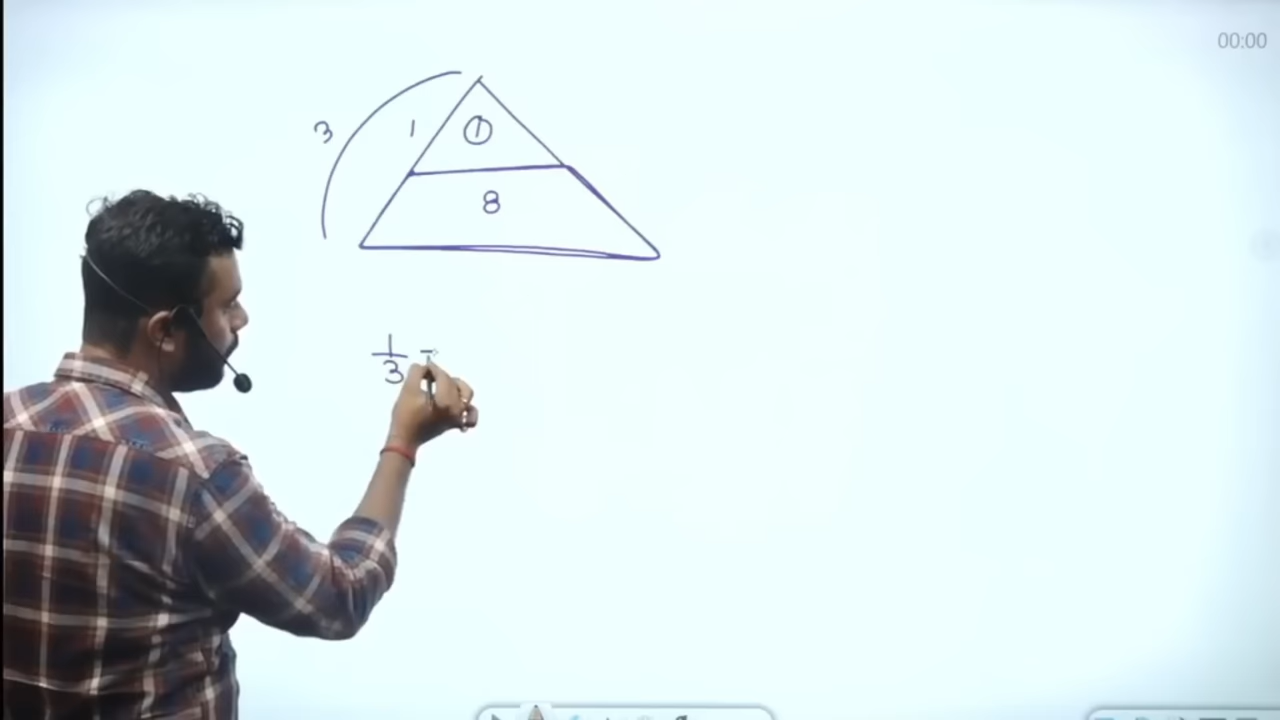 00:00
3 1 ①
8
1/3 =